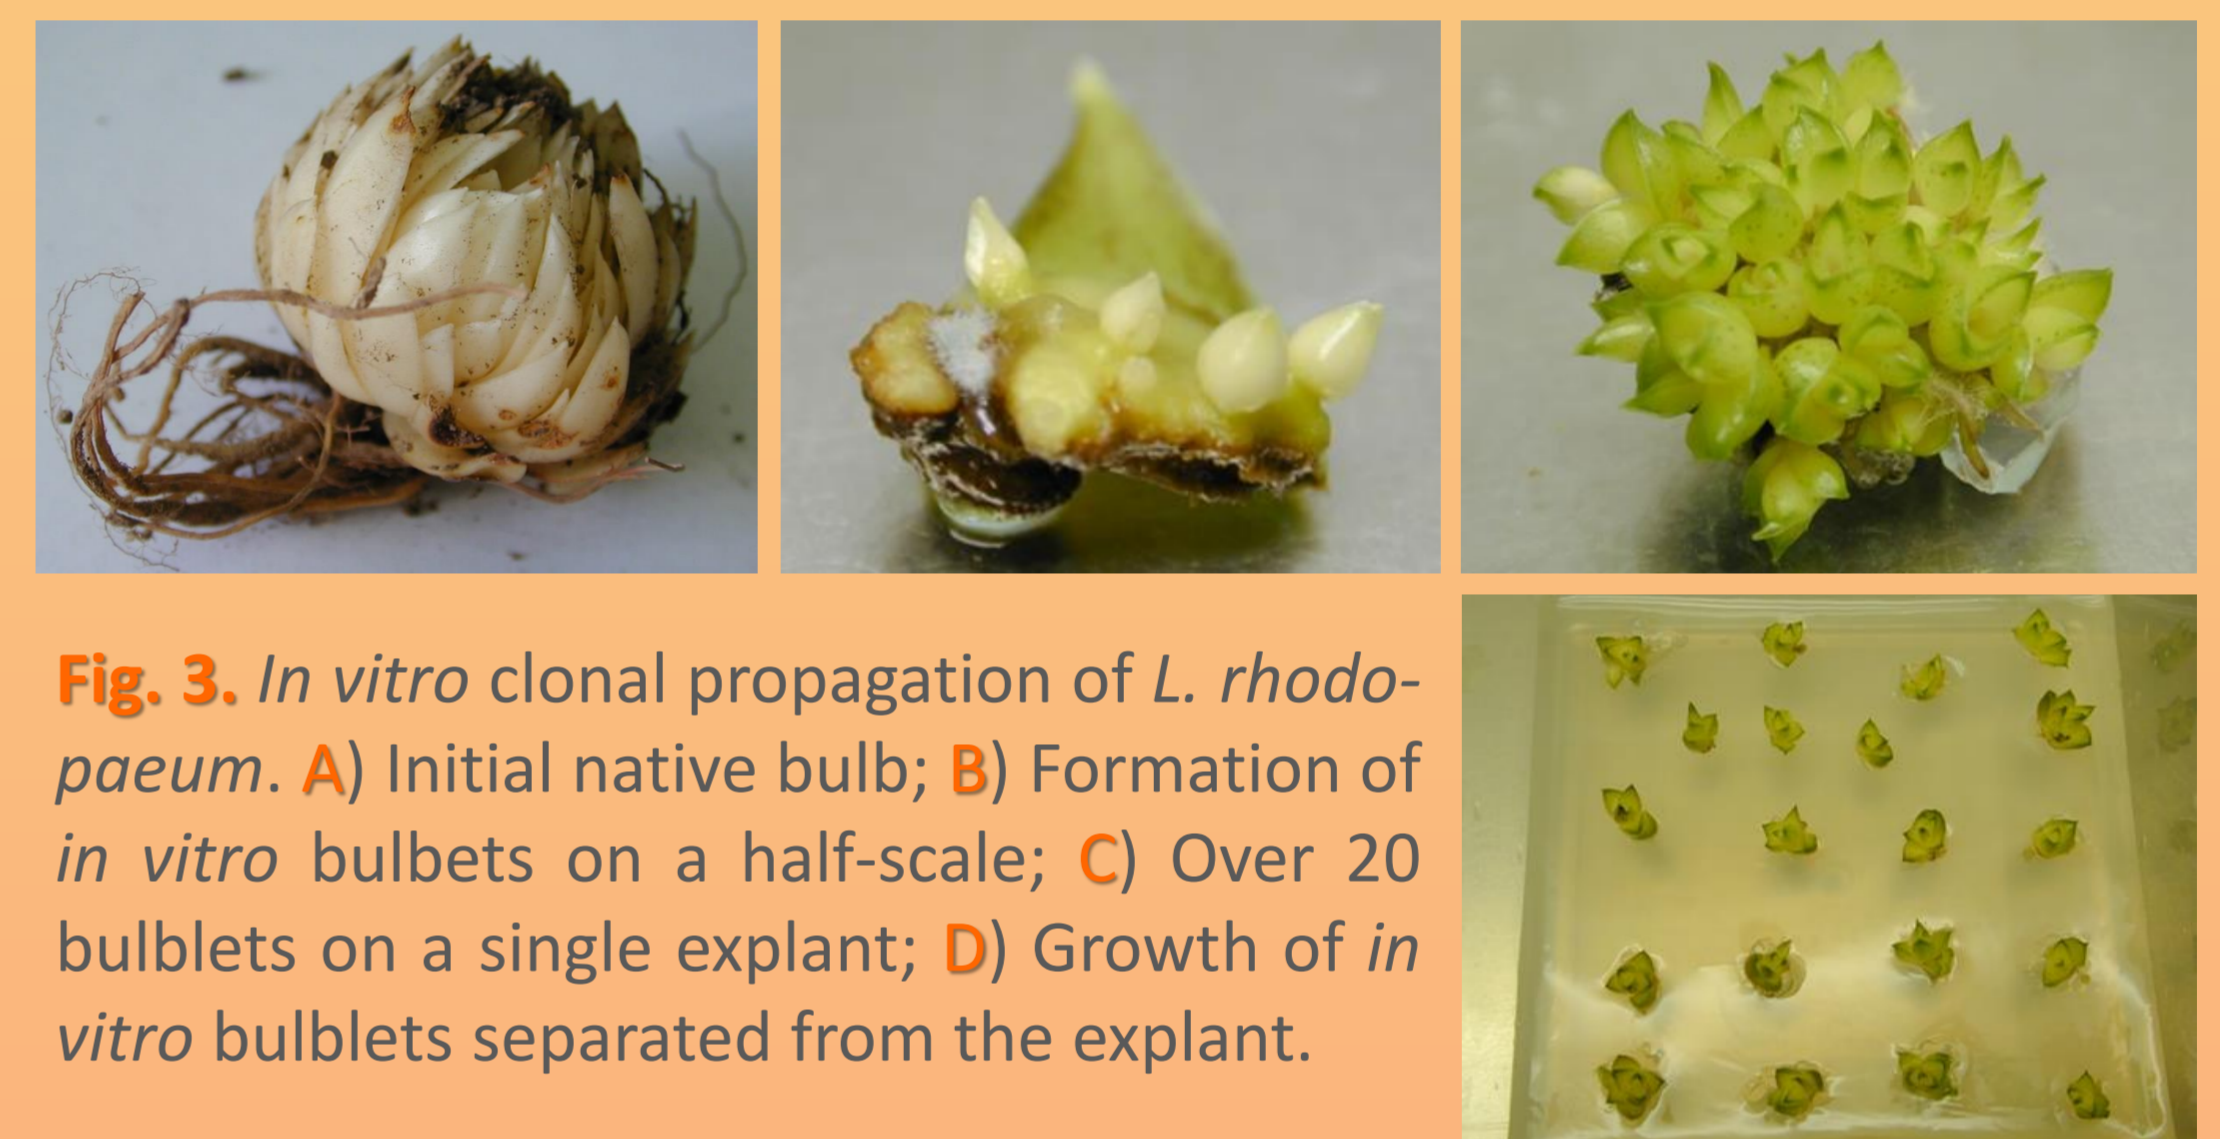 Fig. 3. In vitro clonal propagation of L. rhodo-
paeum. A) Initial native bulb; B) Formation of
in vitro bulbets on a half-scale; C) Over 20
bulblets on a single explant; D) Growth of in
vitro bulblets separated from the explant.